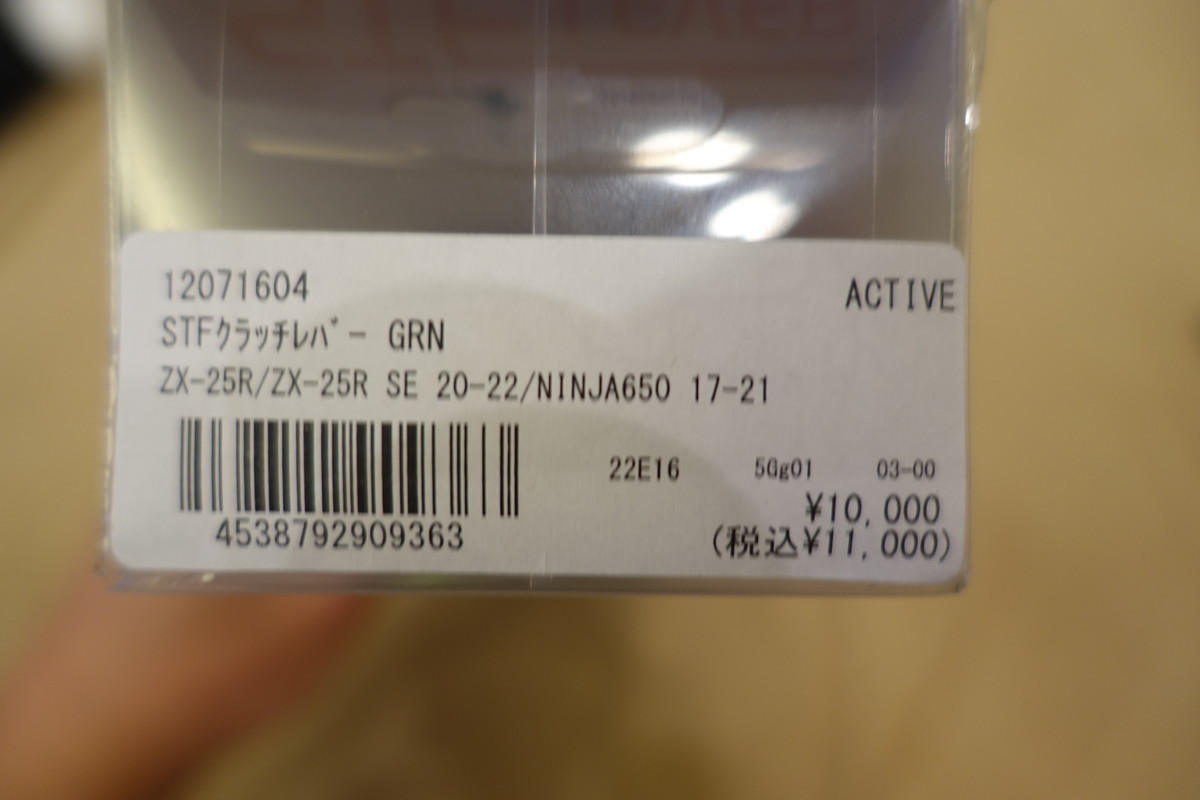 12071604 ACTIVE
STFｸﾗｯﾁﾚﾊﾞｰ GRN
ZX-25R/ZX-25R SE 20-22/NINJA650 17-21
22E16 5Gg01 03-00
¥10,000
4538792909363
(税込¥11,000)